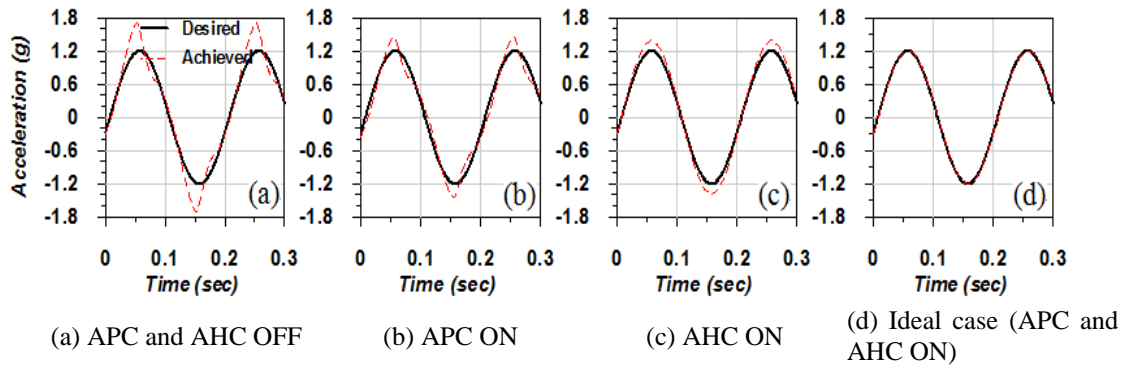 Acceleration (g)
1.8
1.2
0.6
0
-0.6
-1.2
-1.8
Desired
Achieved
(a)
0 0.1 0.2 0.3
Time (sec)
1.8
1.2
0.6
0
-0.6
-1.2
-1.8
(b)
0 0.1 0.2 0.3
Time (sec)
1.8
1.2
0.6
0
-0.6
-1.2
-1.8
(c)
0 0.1 0.2 0.3
Time (sec)
1.8
1.2
0.6
0
-0.6
-1.2
-1.8
(d)
0 0.1 0.2 0.3
Time (sec)
(a) APC and AHC OFF
(b) APC ON
(c) AHC ON
(d) Ideal case (APC and
AHC ON)